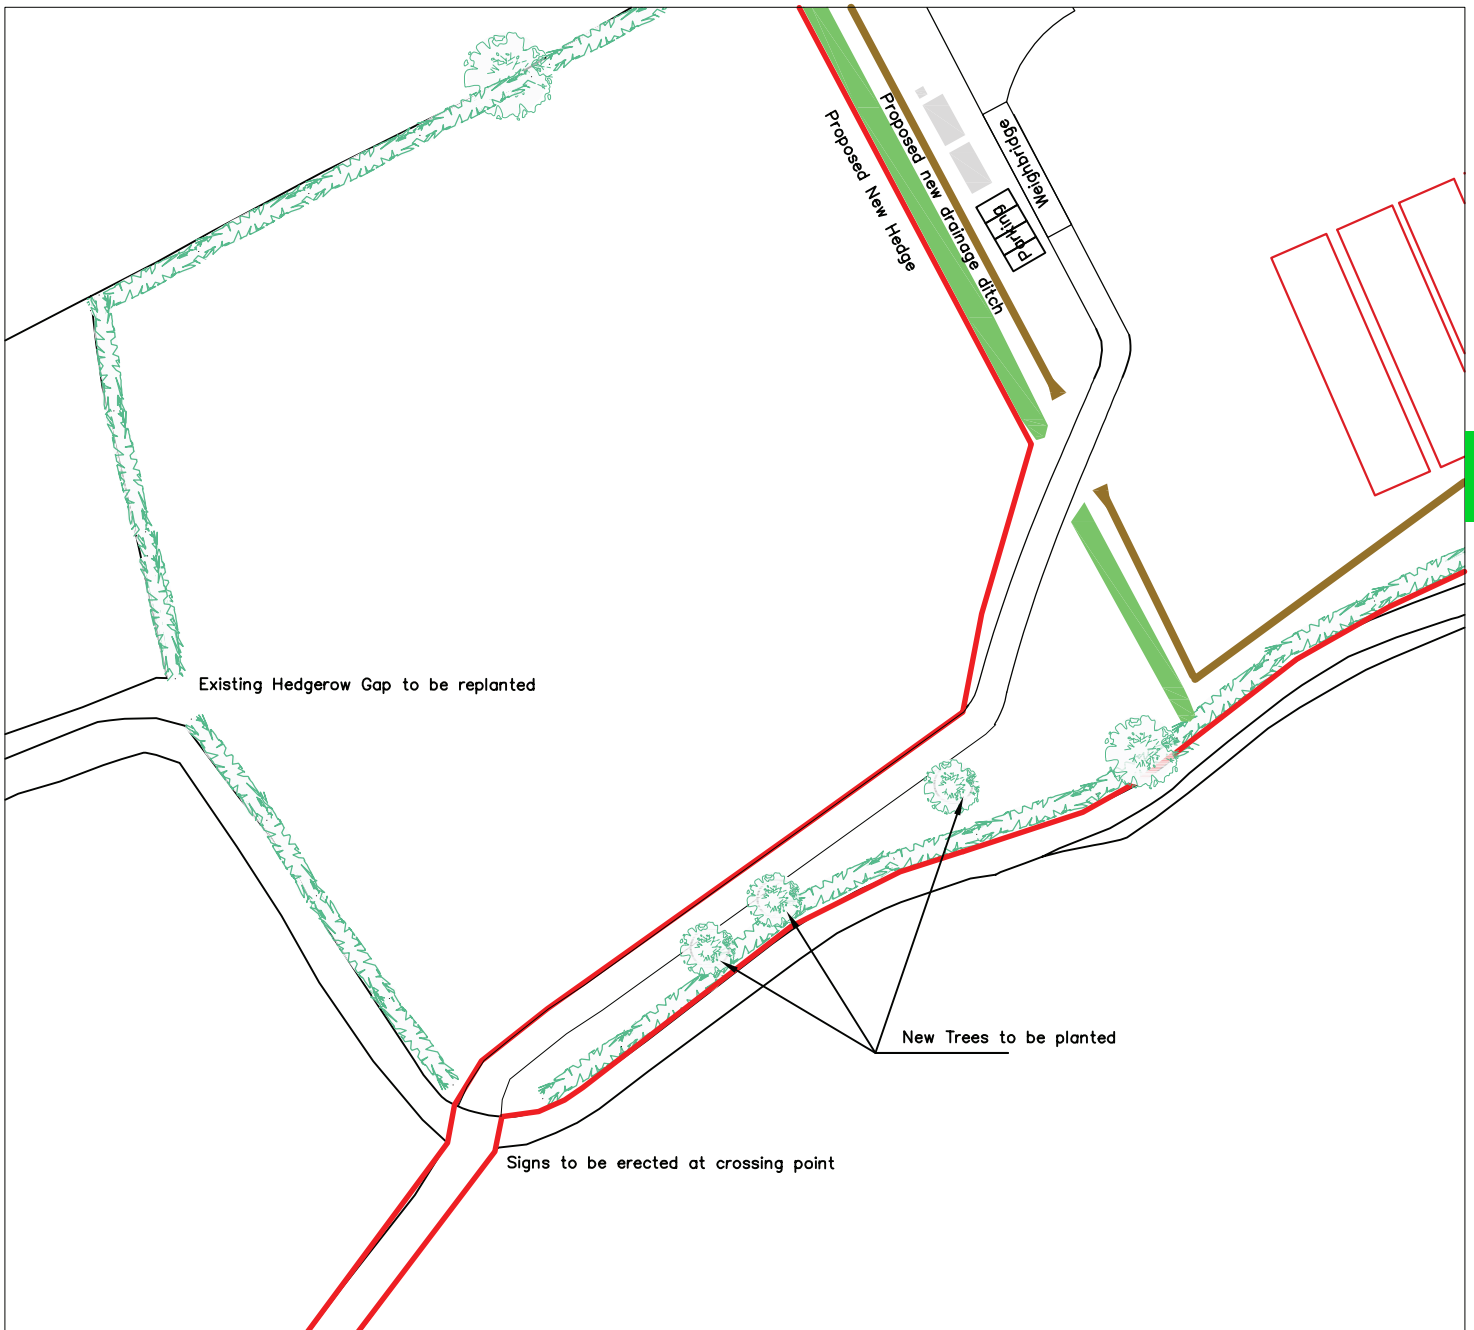 Proposed New Hedge
Proposed new drainage ditch
Weighbridge
Parking
Existing Hedgerow Gap to be replanted
New Trees to be planted
Signs to be erected at crossing point